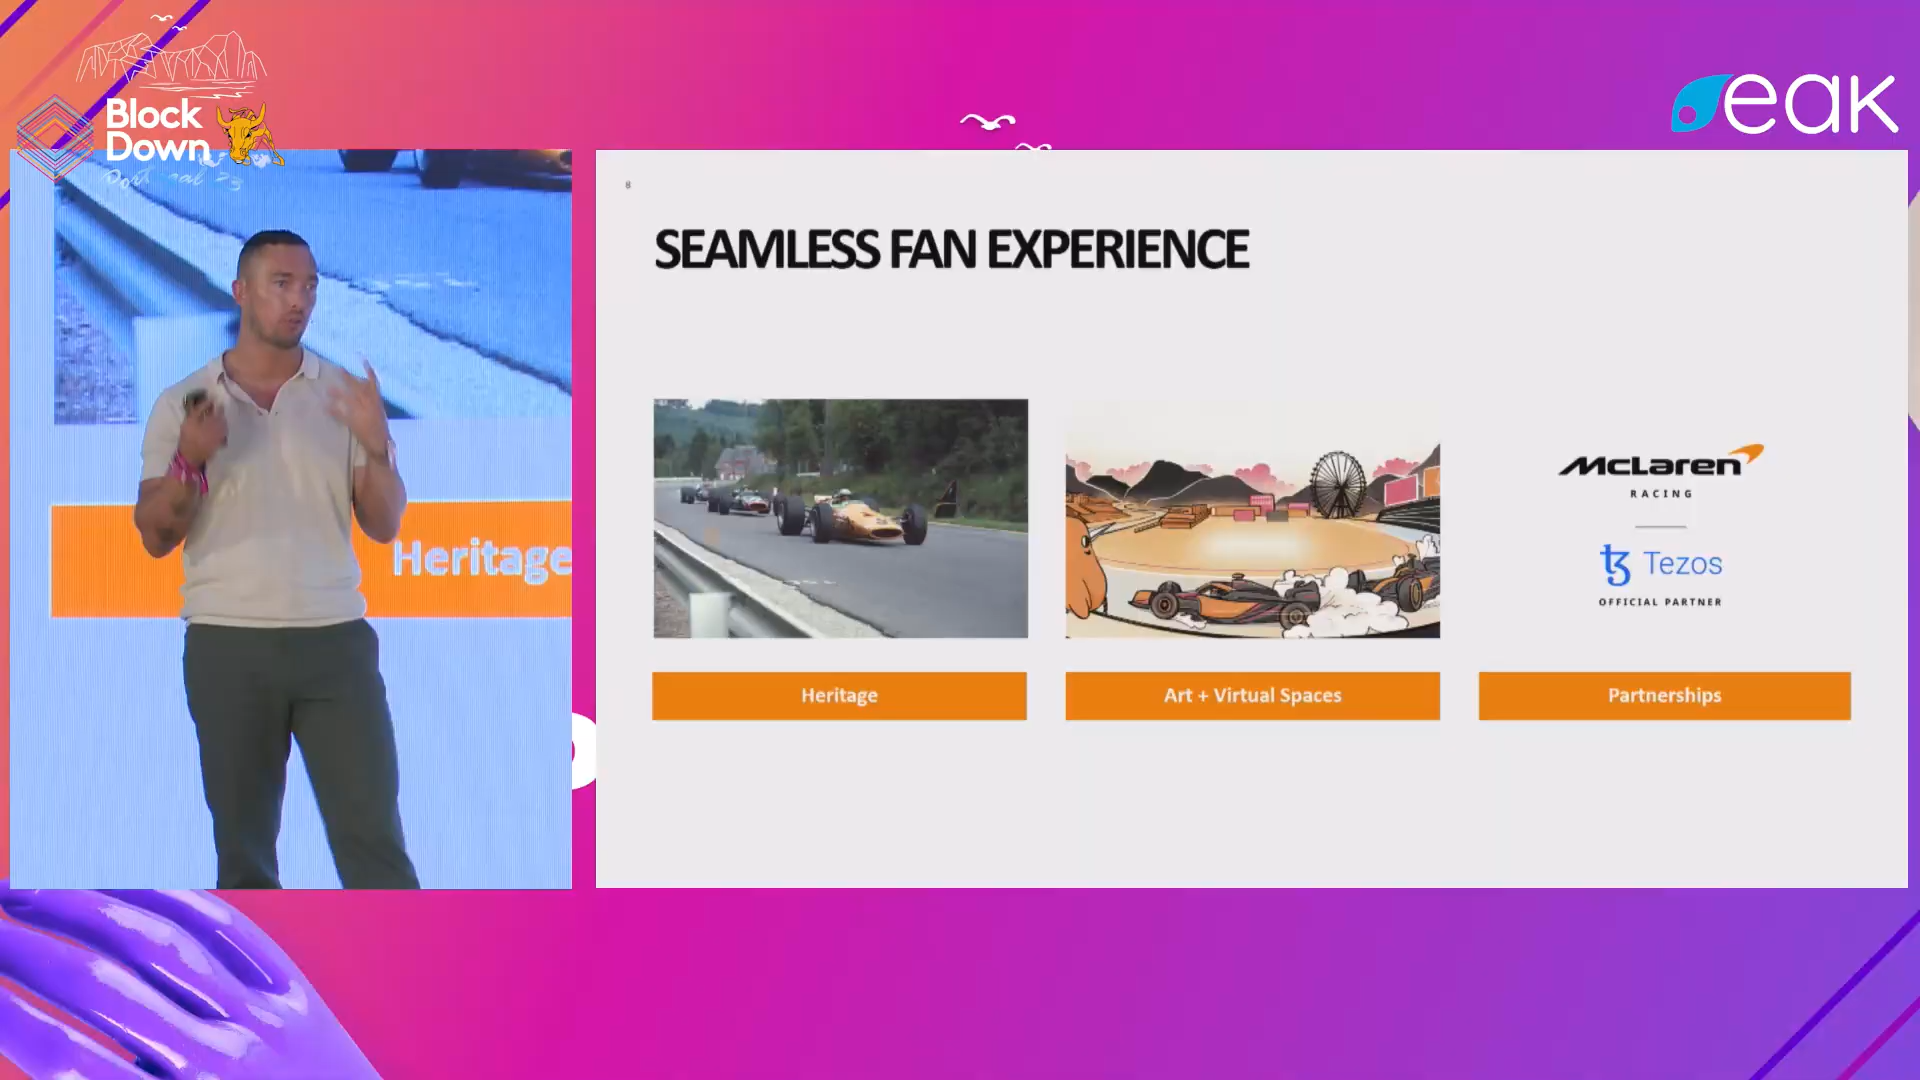 Block
Down
eak
8
SEAMLESS FAN EXPERIENCE
McLaren
RACING
Tezos
OFFICIAL PARTNER
Heritage
Heritage
Art + Virtual Spaces
Partnerships